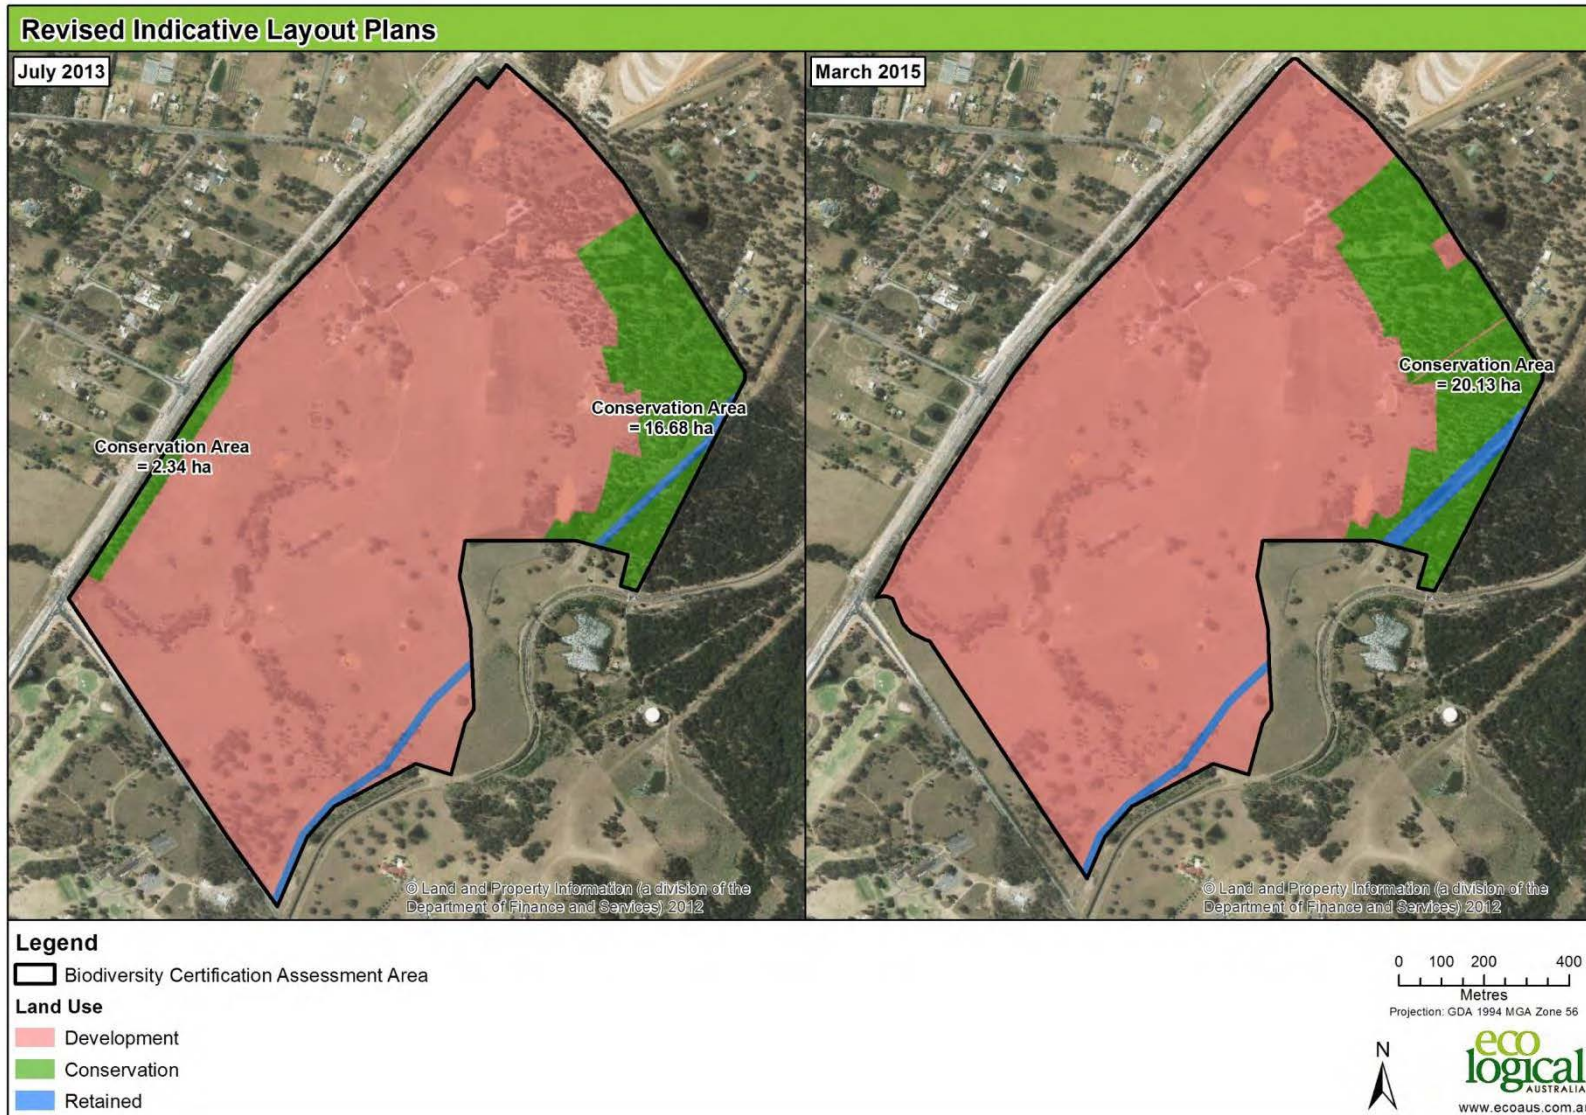 Revised Indicative Layout Plans
July 2013
Conservation Area
= 2.34 ha
Conservation Area
= 16.68 ha
© Land and Property Information (a division of the
Department of Finance and Services) 2012
March 2015
Conservation Area
= 20.13 ha
© Land and Property Information (a division of the
Department of Finance and Services) 2012
Legend
Biodiversity Certification Assessment Area
Land Use
Development
Conservation
Retained
0 100 200 400
Metres
Projection: GDA 1994 MGA Zone 56
N
eco
logical
AUSTRALIA
www.ecoaus.com.au